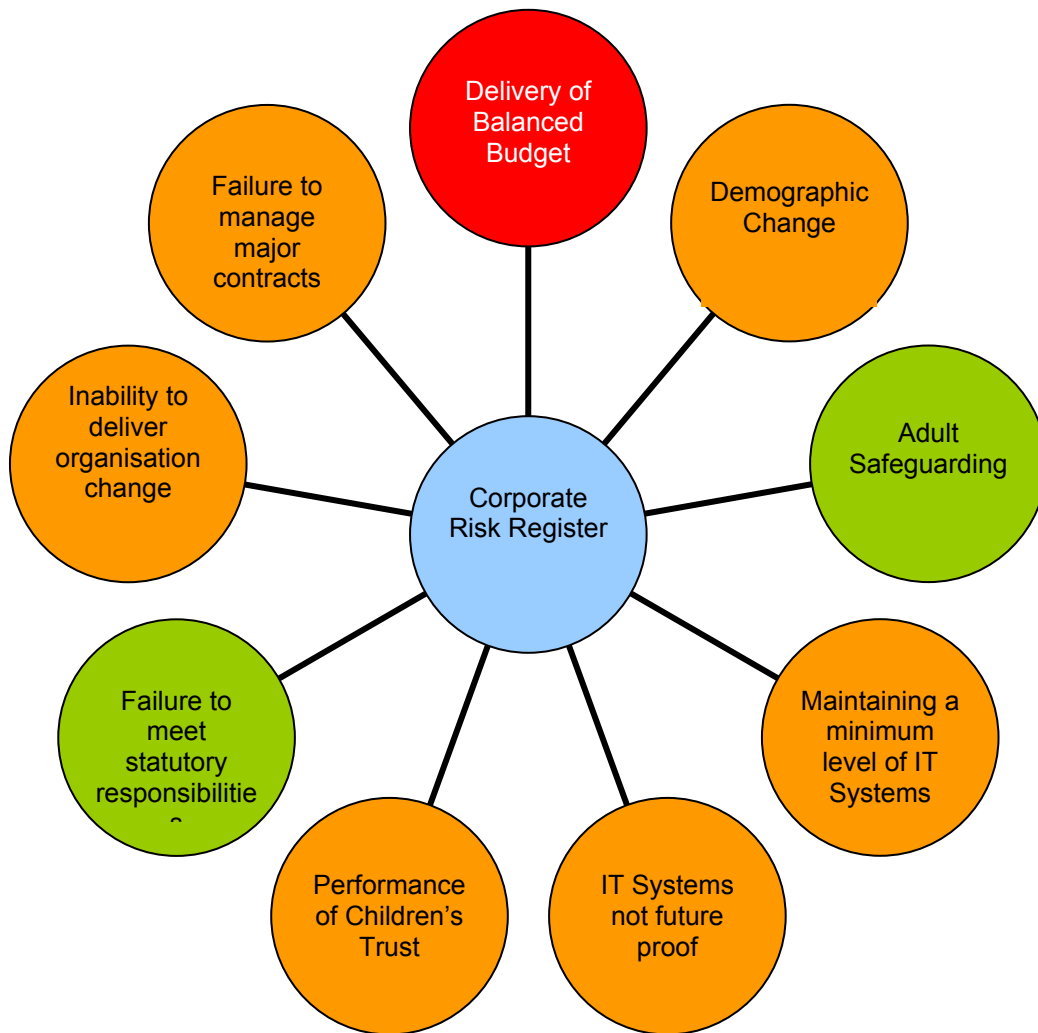 Delivery of
Balanced
Budget
Demographic
Change
Adult
Safeguarding
Maintaining a
minimum
level of IT
Systems
IT Systems
not future
proof
Performance
of Children’s
Trust
Failure to
meet
statutory
responsibilitie
s
Inability to
deliver
organisation
change
Failure to
manage
major
contracts
Corporate
Risk Register